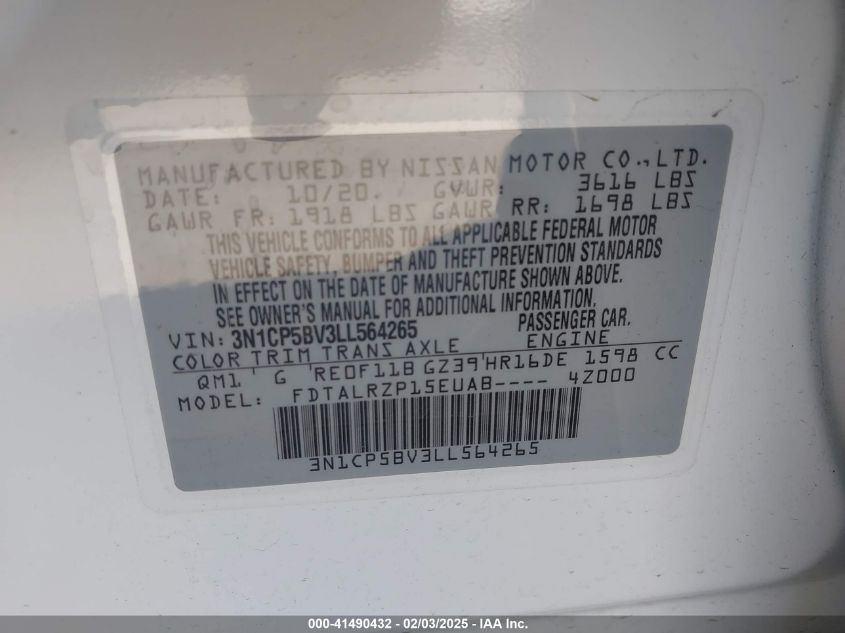 MANUFACTURED BY NISSAN MOTOR CO.,LTD.
DATE: 10/20. GVWR: 3616 LBS
GAWR FR: 1918 LBS GAWR RR: 1698 LBS
THIS VEHICLE CONFORMS TO ALL APPLICABLE FEDERAL MOTOR
VEHICLE SAFETY, BUMPER AND THEFT PREVENTION STANDARDS
IN EFFECT ON THE DATE OF MANUFACTURE SHOWN ABOVE.
SEE OWNER'S MANUAL FOR ADDITIONAL INFORMATION.
VIN: 3N1CP5BV3LL564265 PASSENGER CAR.
COLOR TRIM TRANS AXLE ENGINE
QM1 ' G 'RE0F11B GZ39'HR16DE 1598 CC
MODEL: FDTALRZP15EUAB---- 4Z000
3N1CP5BV3LL564265
000-41490432 - 02/03/2025 - IAA Inc.